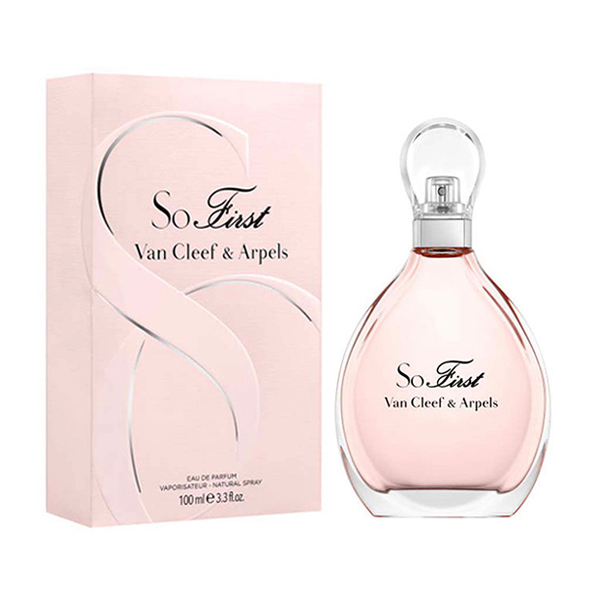 So First
Van Cleef & Arpels
EAU DE PARFUM
VAPORISATEUR - NATURAL SPRAY
100 ml e 3.3 fl.oz.
So First
Van Cleef & Arpels